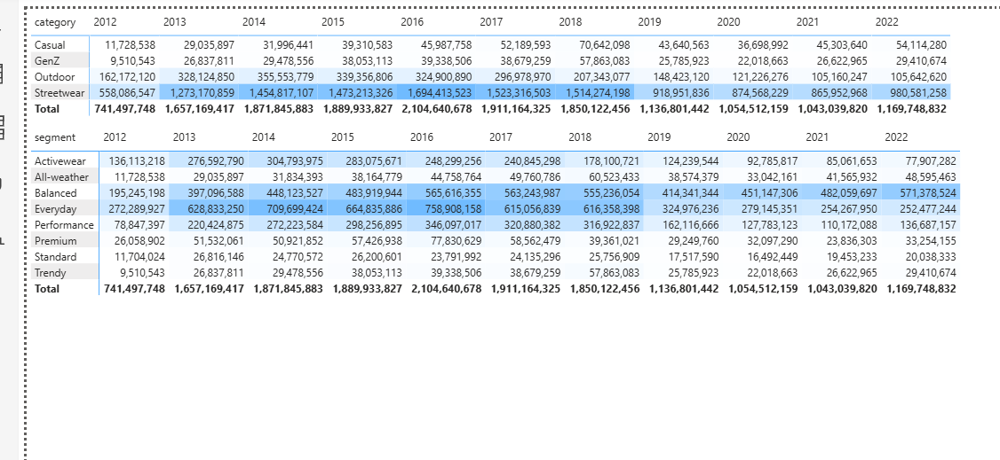 category 2012 2013 2014 2015 2016 2017 2018 2019 2020 2021 2022
Casual 11,728,538 29,035,897 31,996,441 39,310,583 45,987,758 52,189,593 70,642,098 43,640,563 36,698,992 45,303,640 54,114,280
GenZ 9,510,543 26,837,811 29,478,556 38,053,113 39,338,506 38,679,259 57,863,083 25,785,923 22,018,663 26,622,965 29,410,674
Outdoor 162,172,120 328,124,850 355,553,779 339,356,806 324,900,890 296,978,970 207,343,077 148,423,120 121,226,276 105,160,247 105,642,620
Streetwear 558,086,547 1,273,170,859 1,454,817,107 1,473,213,326 1,694,413,523 1,523,316,503 1,514,274,198 918,951,836 874,568,229 865,952,968 980,581,258
Total 741,497,748 1,657,169,417 1,871,845,883 1,889,933,827 2,104,640,678 1,911,164,325 1,850,122,456 1,136,801,442 1,054,512,159 1,043,039,820 1,169,748,832
segment 2012 2013 2014 2015 2016 2017 2018 2019 2020 2021 2022
Activewear 136,113,218 276,592,790 304,793,975 283,075,671 248,299,256 240,845,298 178,100,721 124,239,544 92,785,817 85,061,653 77,907,282
All-weather 11,728,538 29,035,897 31,834,393 38,164,779 44,758,764 49,760,786 60,523,433 38,574,379 33,042,161 41,565,932 48,595,463
Balanced 195,245,198 397,096,588 448,123,527 483,919,944 565,616,355 563,243,987 555,236,054 414,341,344 451,147,306 482,059,697 571,378,524
Everyday 272,289,927 628,833,250 709,699,424 664,835,886 758,908,158 615,056,839 616,358,398 324,976,236 279,145,351 254,267,950 252,477,244
Performance 78,847,397 220,424,875 272,223,584 298,256,895 346,097,017 320,880,382 316,922,837 162,116,666 127,783,123 110,172,088 136,687,157
Premium 26,058,902 51,532,061 50,921,852 57,426,938 77,830,629 58,562,479 39,361,021 29,249,760 32,097,290 23,836,303 33,254,155
Standard 11,704,024 26,816,146 24,770,572 26,200,601 23,791,992 24,135,296 25,756,909 17,517,590 16,492,449 19,453,233 20,038,333
Trendy 9,510,543 26,837,811 29,478,556 38,053,113 39,338,506 38,679,259 57,863,083 25,785,923 22,018,663 26,622,965 29,410,674
Total 741,497,748 1,657,169,417 1,871,845,883 1,889,933,827 2,104,640,678 1,911,164,325 1,850,122,456 1,136,801,442 1,054,512,159 1,043,039,820 1,169,748,832